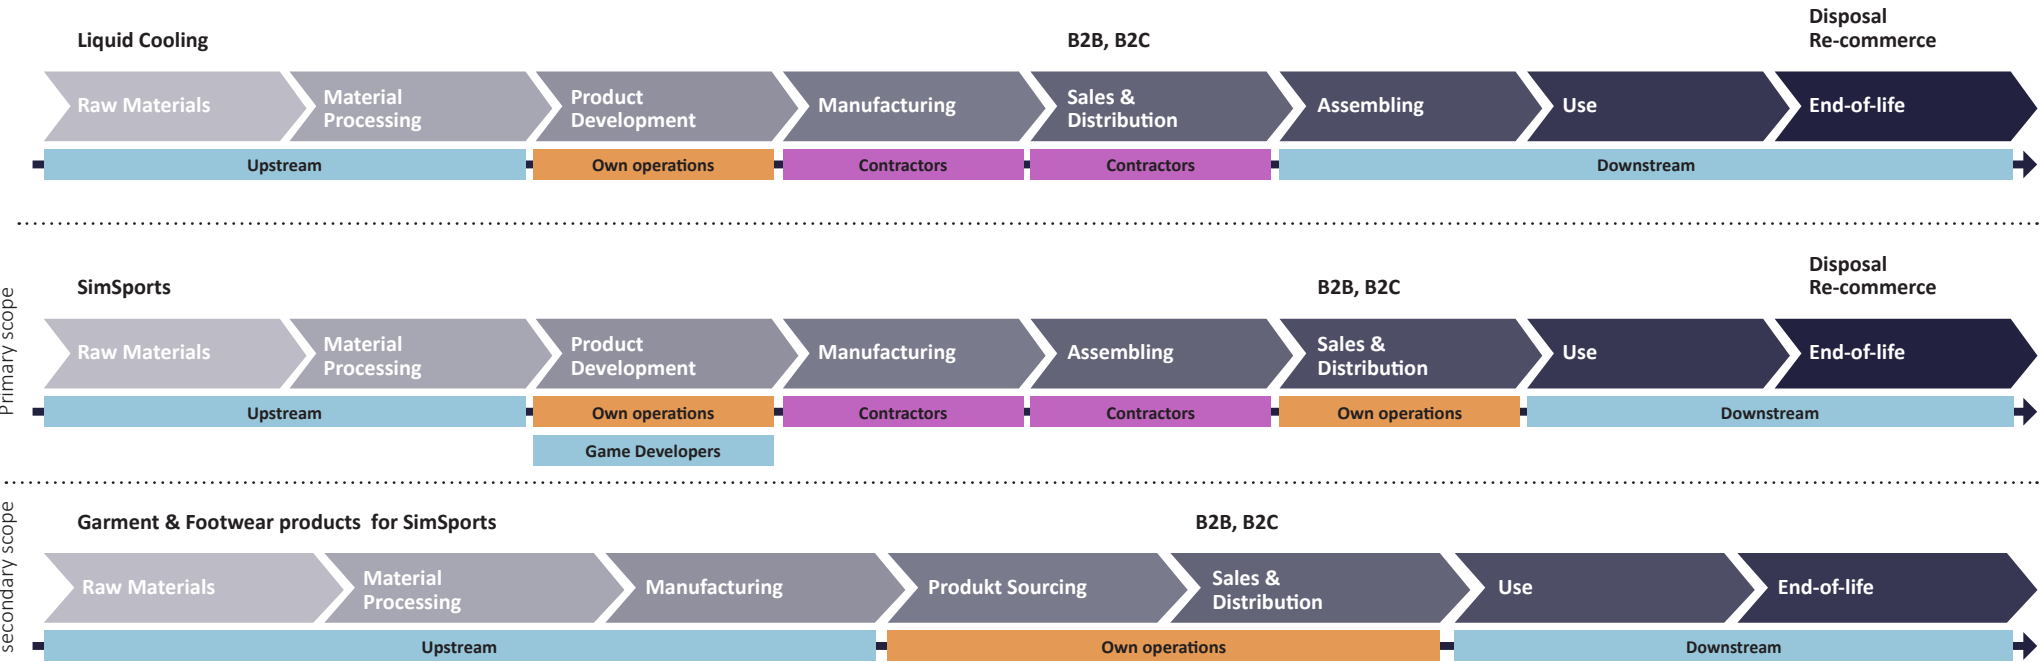 Liquid Cooling
B2B, B2C
Disposal
Re-commerce
Raw Materials
Material
Processing
Product
Development
Manufacturing
Sales &
Distribution
Assembling
Use
End-of-life
Upstream
Own operations
Contractors
Contractors
Downstream
Primary scope
SimSports
B2B, B2C
Disposal
Re-commerce
Raw Materials
Material
Processing
Product
Development
Manufacturing
Assembling
Sales &
Distribution
Use
End-of-life
Upstream
Own operations
Contractors
Contractors
Own operations
Downstream
Game Developers
secondary scope
Garment & Footwear products for SimSports
B2B, B2C
Raw Materials
Material
Processing
Manufacturing
Produkt Sourcing
Sales &
Distribution
Use
End-of-life
Upstream
Own operations
Downstream